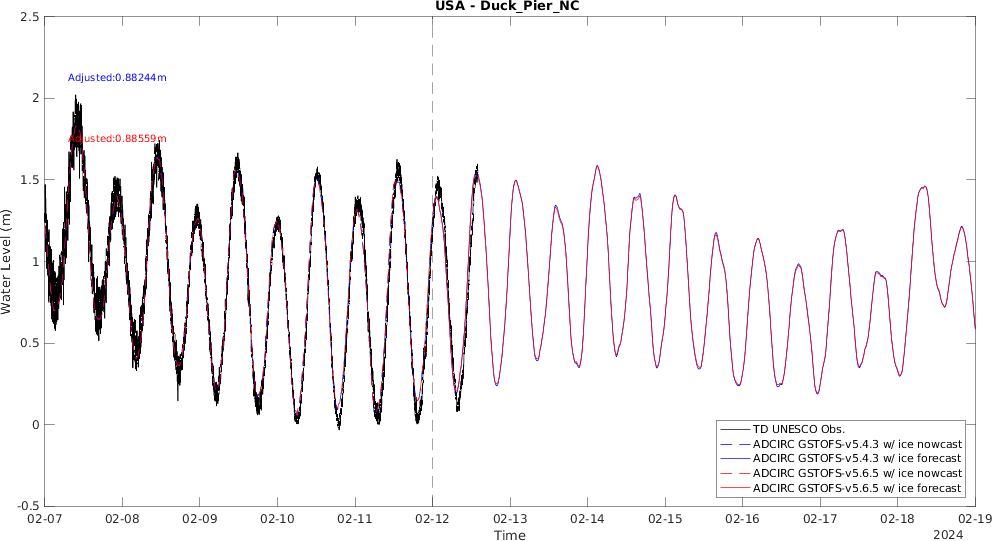 USA - Duck_Pier_NC
2.5
Adjusted:0.88244m
2
Adjusted:0.88559m
1.5
1
0.5
0
-0.5
Water Level (m)
TD UNESCO Obs.
ADCIRC GSTOFS-v5.4.3 w/ ice nowcast
ADCIRC GSTOFS-v5.4.3 w/ ice forecast
ADCIRC GSTOFS-v5.6.5 w/ ice nowcast
ADCIRC GSTOFS-v5.6.5 w/ ice forecast
02-07 02-08 02-09 02-10 02-11 02-12 02-13 02-14 02-15 02-16 02-17 02-18 02-19
Time
2024